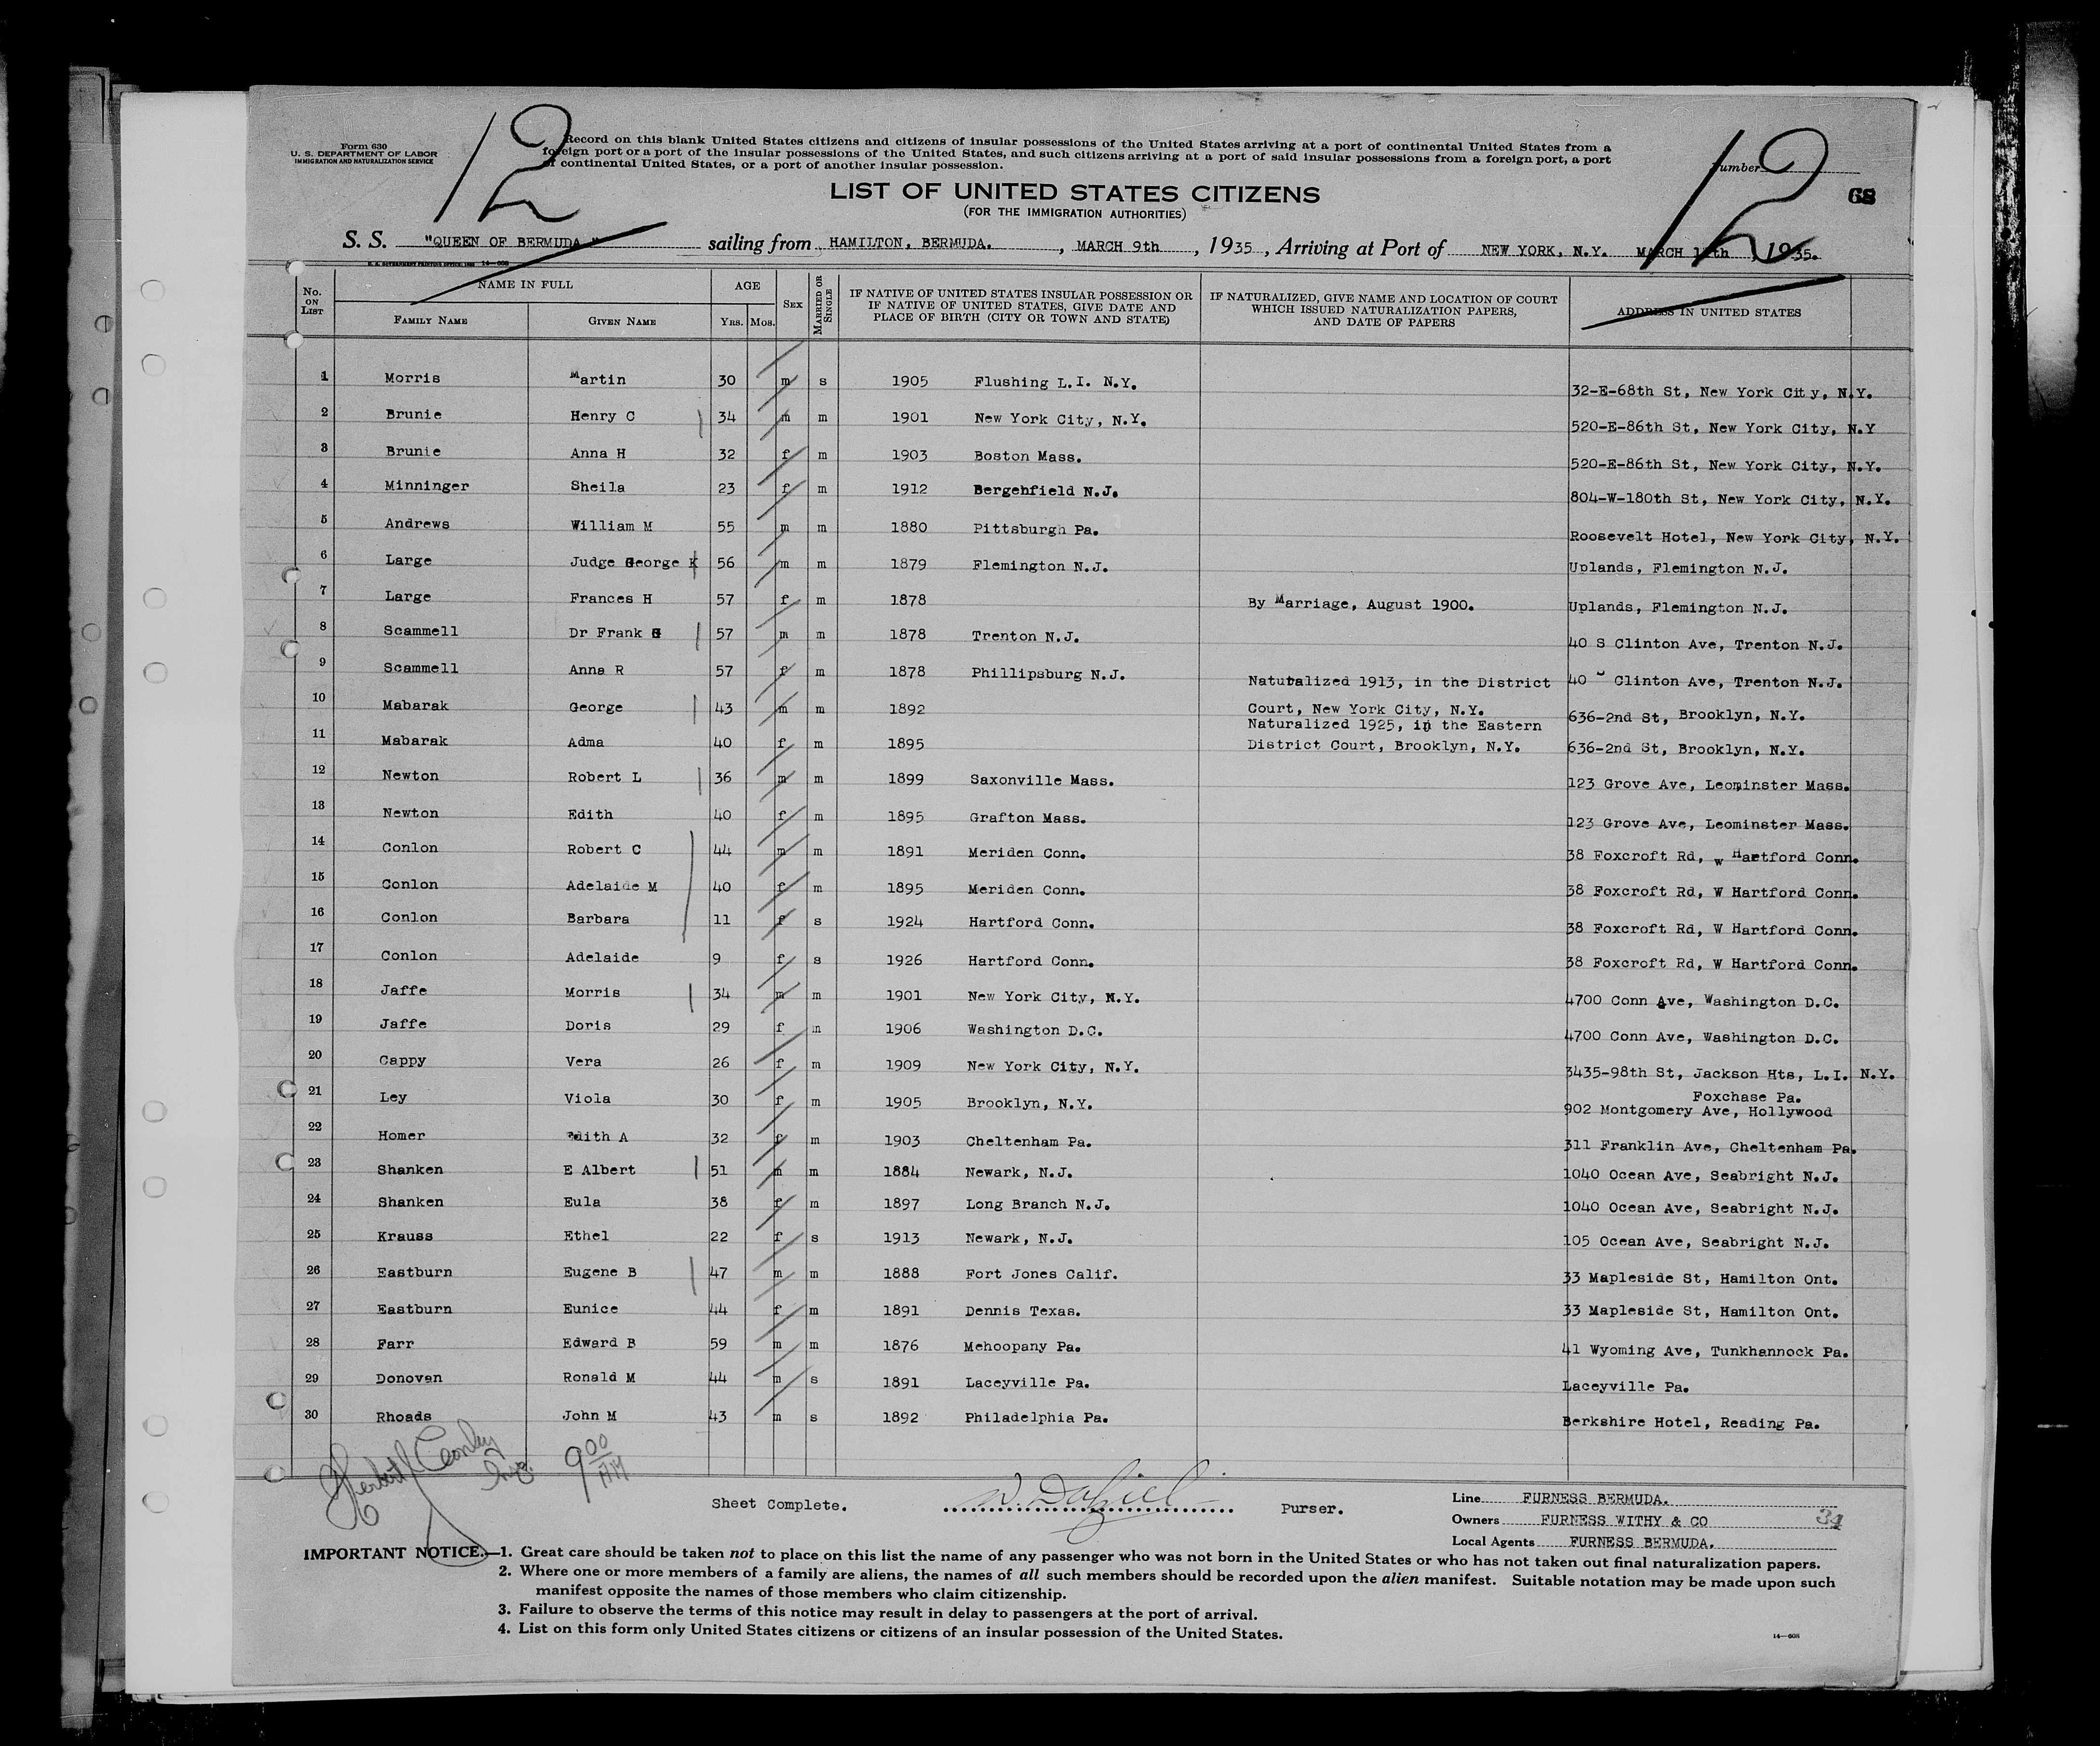 12
12
Form 630
U. S. DEPARTMENT OF LABOR
IMMIGRATION AND NATURALIZATION SERVICE
Record on this blank United States citizens and citizens of insular possessions of the United States arriving at a port of continental United States from a
foreign port or a port of the insular possessions of the United States, and such citizens arriving at a port of said insular possessions from a foreign port, a port
of continental United States, or a port of another insular possession.
Number
68
LIST OF UNITED STATES CITIZENS
(FOR THE IMMIGRATION AUTHORITIES)
S. S. "QUEEN OF BERMUDA" sailing from HAMILTON, BERMUDA., MARCH 9th, 1935, Arriving at Port of NEW YORK, N.Y. MARCH, 1935.
No. ON LIST NAME IN FULL AGE SEX MARRIED OR SINGLE IF NATIVE OF UNITED STATES INSULAR POSSESSION OR IF NATIVE OF UNITED STATES, GIVE DATE AND PLACE OF BIRTH (CITY OR TOWN AND STATE) IF NATURALIZED, GIVE NAME AND LOCATION OF COURT WHICH ISSUED NATURALIZATION PAPERS, AND DATE OF PAPERS ADDRESS IN UNITED STATES
FAMILY NAME GIVEN NAME YRS. MOS.
1 Morris Martin 30 m s 1905 Flushing L.I. N.Y. 32-E-68th St, New York City, N.Y.
2 Brunie Henry C 34 m m 1901 New York City, N.Y. 520-E-86th St, New York City, N.Y
3 Brunie Anna H 32 f m 1903 Boston Mass. 520-E-86th St, New York City, N.Y.
4 Minninger Sheila 23 f m 1912 Bergenfield N.J. 804-W-180th St, New York City, N.Y.
5 Andrews William M 55 m m 1880 Pittsburgh Pa. Roosevelt Hotel, New York City, N.Y.
6 Large Judge George K 56 m m 1879 Flemington N.J. Uplands, Flemington N.J.
7 Large Frances H 57 f m 1878 By Marriage, August 1900. Uplands, Flemington N.J.
8 Scammell Dr Frank G 57 m m 1878 Trenton N.J. 40 S Clinton Ave, Trenton N.J.
9 Scammell Anna R 57 f m 1878 Phillipsburg N.J. 40 S Clinton Ave, Trenton N.J.
10 Mabarak George 43 m m 1892 Naturalized 1913, in the District Court, New York City, N.Y. 636-2nd St, Brooklyn, N.Y.
11 Mabarak Adma 40 f m 1895 Naturalized 1925, in the Eastern District Court, Brooklyn, N.Y. 636-2nd St, Brooklyn, N.Y.
12 Newton Robert L 36 m m 1899 Saxonville Mass. 123 Grove Ave, Leominster Mass.
13 Newton Edith 40 f m 1895 Grafton Mass. 123 Grove Ave, Leominster Mass.
14 Conlon Robert C 44 m m 1891 Meriden Conn. 38 Foxcroft Rd, W Hartford Conn.
15 Conlon Adelaide M 40 f m 1895 Meriden Conn. 38 Foxcroft Rd, W Hartford Conn.
16 Conlon Barbara 11 f s 1924 Hartford Conn. 38 Foxcroft Rd, W Hartford Conn.
17 Conlon Adelaide 9 f s 1926 Hartford Conn. 38 Foxcroft Rd, W Hartford Conn.
18 Jaffe Morris 34 m m 1901 New York City, N.Y. 4700 Conn Ave, Washington D.C.
19 Jaffe Doris 29 f m 1906 Washington D.C. 4700 Conn Ave, Washington D.C.
20 Cappy Vera 26 f m 1909 New York City, N.Y. 3435-98th St, Jackson Hts, L.I. N.Y.
21 Ley Viola 30 f m 1905 Brooklyn, N.Y. 902 Montgomery Ave, Hollywood Foxchase Pa.
22 Homer Edith A 32 f m 1903 Cheltenham Pa. 311 Franklin Ave, Cheltenham Pa.
23 Shanken E Albert 51 m m 1884 Newark, N.J. 1040 Ocean Ave, Seabright N.J.
24 Shanken Eula 38 f m 1897 Long Branch N.J. 1040 Ocean Ave, Seabright N.J.
25 Krauss Ethel 22 f s 1913 Newark, N.J. 105 Ocean Ave, Seabright N.J.
26 Eastburn Eugene B 47 m m 1888 Fort Jones Calif. 33 Mapleside St, Hamilton Ont.
27 Eastburn Eunice 44 f m 1891 Dennis Texas. 33 Mapleside St, Hamilton Ont.
28 Farr Edward B 59 m m 1876 Mehoopany Pa. 41 Wyoming Ave, Tunkhannock Pa.
29 Donovan Ronald M 44 m s 1891 Laceyville Pa. Laceyville Pa.
30 Rhoads John M 43 m s 1892 Philadelphia Pa. Berkshire Hotel, Reading Pa.
9 00 AM
Sheet Complete. Purser.
Line FURNESS BERMUDA.
Owners FURNESS WITHY & CO
Local Agents FURNESS BERMUDA.
IMPORTANT NOTICE.—1. Great care should be taken not to place on this list the name of any passenger who was not born in the United States or who has not taken out final naturalization papers.
2. Where one or more members of a family are aliens, the names of all such members should be recorded upon the alien manifest. Suitable notation may be made upon such
manifest opposite the names of those members who claim citizenship.
3. Failure to observe the terms of this notice may result in delay to passengers at the port of arrival.
4. List on this form only United States citizens or citizens of an insular possession of the United States.